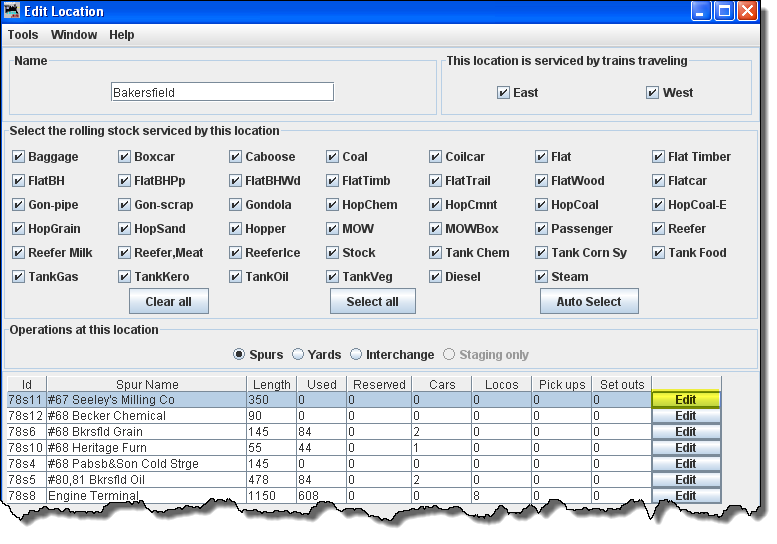 Edit Location
Tools Window Help
Name
This location is serviced by trains traveling
Bakersfield
East West
Select the rolling stock serviced by this location
Baggage Boxcar Caboose Coal Coilcar Flat Flat Timber
FlatBH FlatBHPp FlatBHWd FlatTimb FlatTrail FlatWood Flatcar
Gon-pipe Gon-scrap Gondola HopChem HopCmnt HopCoal HopCoal-E
HopGrain HopSand Hopper MOW MOWBox Passenger Reefer
Reefer Milk Reefer,Meat ReeferIce Stock Tank Chem Tank Corn Sy Tank Food
TankGas TankKero TankOil TankVeg Diesel Steam
Clear all Select all Auto Select
Operations at this location
Spurs Yards Interchange Staging only
Id Spur Name Length Used Reserved Cars Locos Pick ups Set outs
78s11 #67 Seeley's Milling Co 350 0 0 0 0 0 0 Edit
78s12 #68 Becker Chemical 90 0 0 0 0 0 0 Edit
78s6 #68 Bkrsfld Grain 145 84 0 2 0 0 0 Edit
78s10 #68 Heritage Furn 55 44 0 1 0 0 0 Edit
78s4 #68 Pabsb&Son Cold Strge 145 0 0 0 0 0 0 Edit
78s5 #80,81 Bkrsfld Oil 478 84 0 2 0 0 0 Edit
78s8 Engine Terminal 1150 608 0 0 8 0 0 Edit